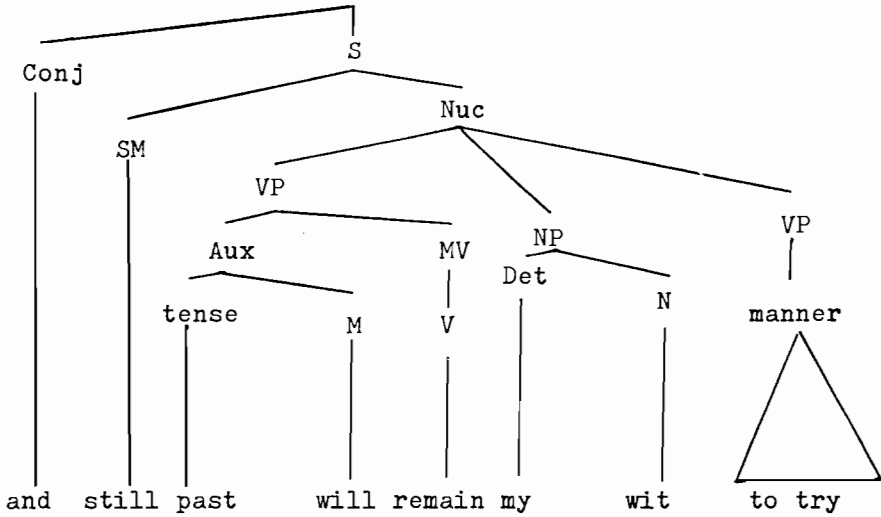 S
Conj
Nuc
SM
VP
VP
Aux MV NP
Det
tense M V N manner
and still past will remain my wit to try